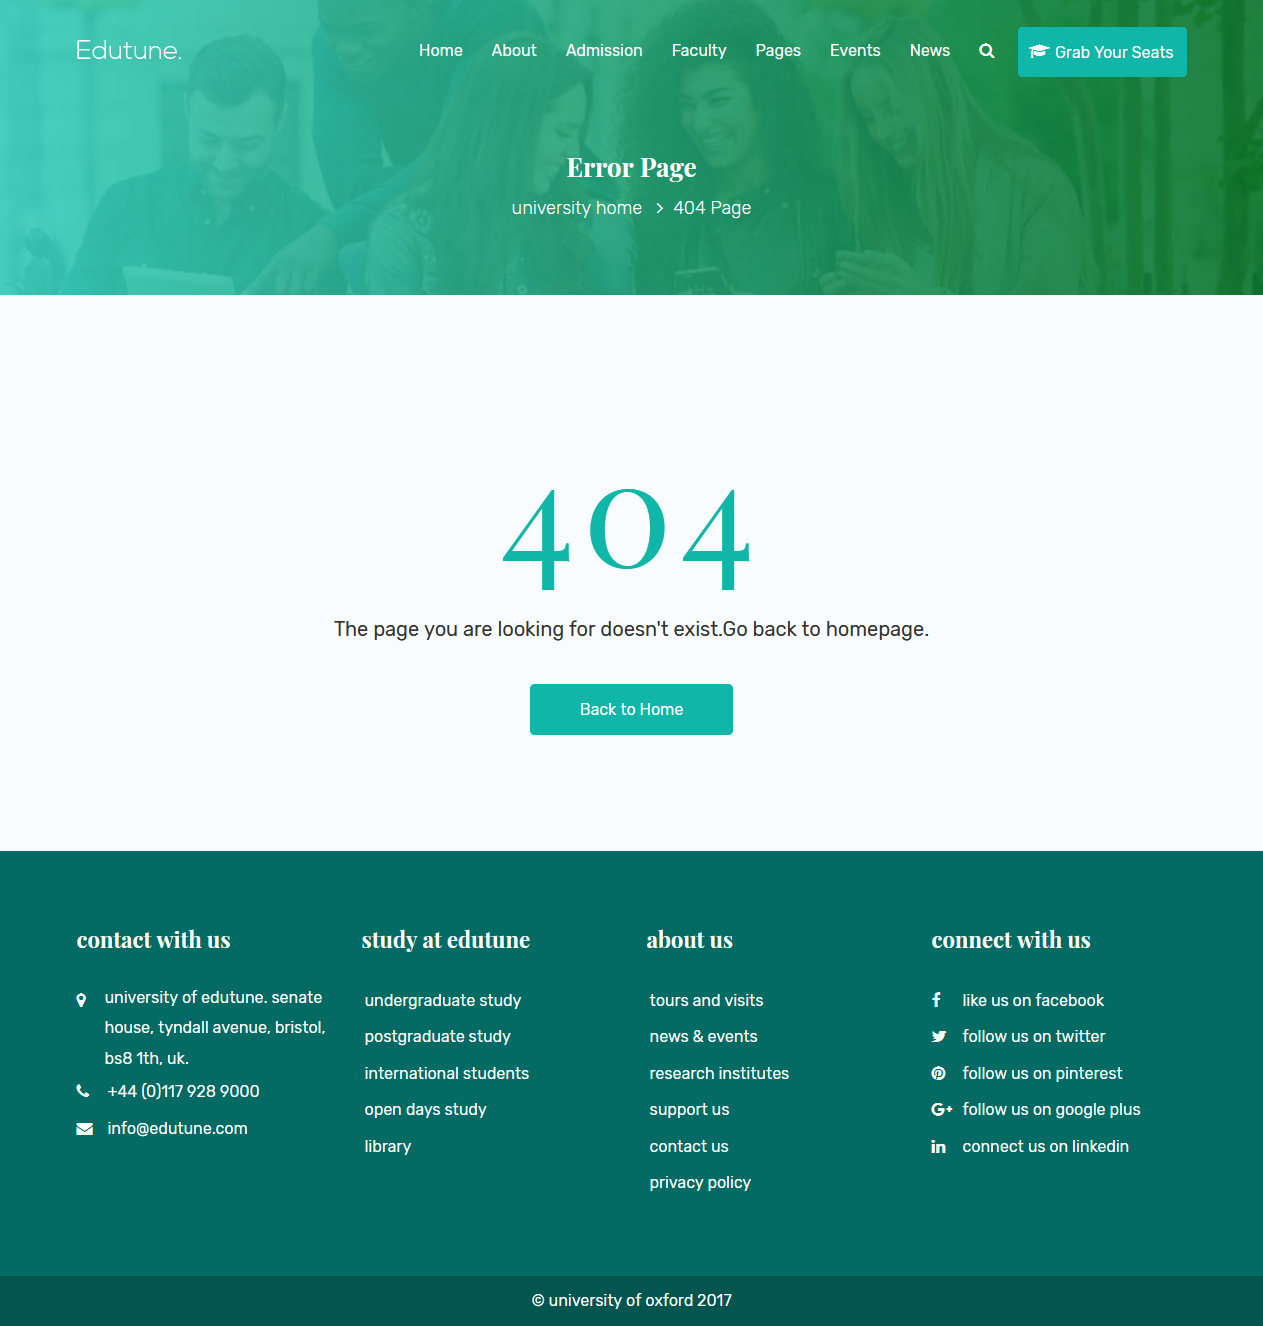 Edutune.
Home About Admission Faculty Pages Events News Grab Your Seats
Error Page
university home > 404 Page
404
The page you are looking for doesn't exist.Go back to homepage.
Back to Home
contact with us
university of edutune. senate
house, tyndall avenue, bristol,
bs8 1th, uk.
+44 (0)117 928 9000
info@edutune.com
study at edutune
undergraduate study
postgraduate study
international students
open days study
library
about us
tours and visits
news & events
research institutes
support us
contact us
privacy policy
connect with us
like us on facebook
follow us on twitter
follow us on pinterest
follow us on google plus
connect us on linkedin
© university of oxford 2017